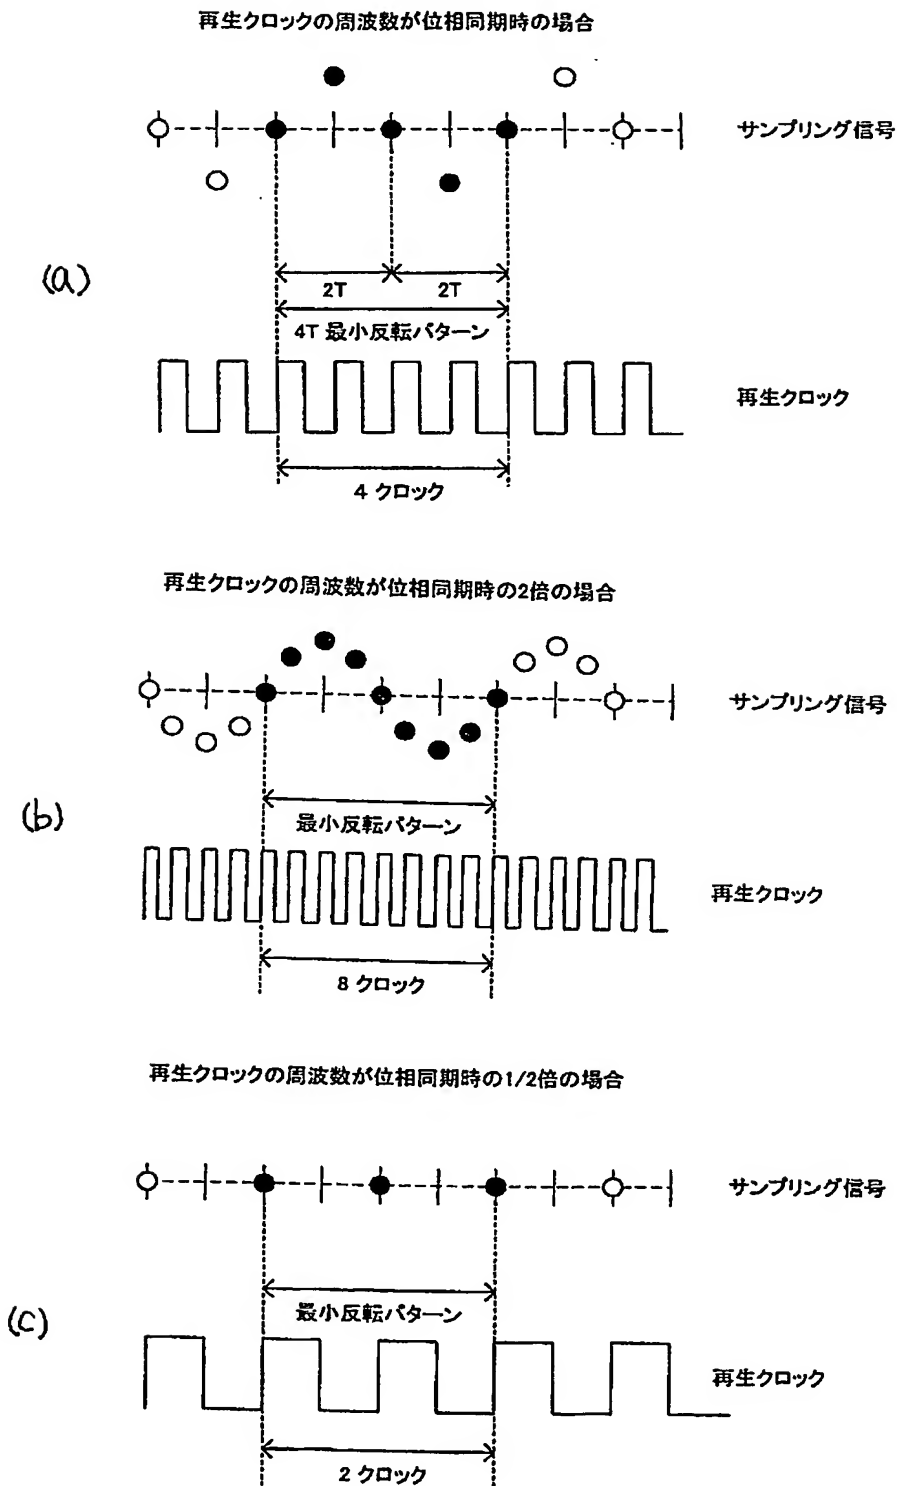 再生クロックの周波数が位相同期時の場合
サンプリング信号
(a)
2T
2T
4T 最小反転パターン
再生クロック
4 クロック
再生クロックの周波数が位相同期時の2倍の場合
サンプリング信号
(b)
最小反転パターン
再生クロック
8 クロック
再生クロックの周波数が位相同期時の1/2倍の場合
サンプリング信号
最小反転パターン
(c)
再生クロック
2 クロック